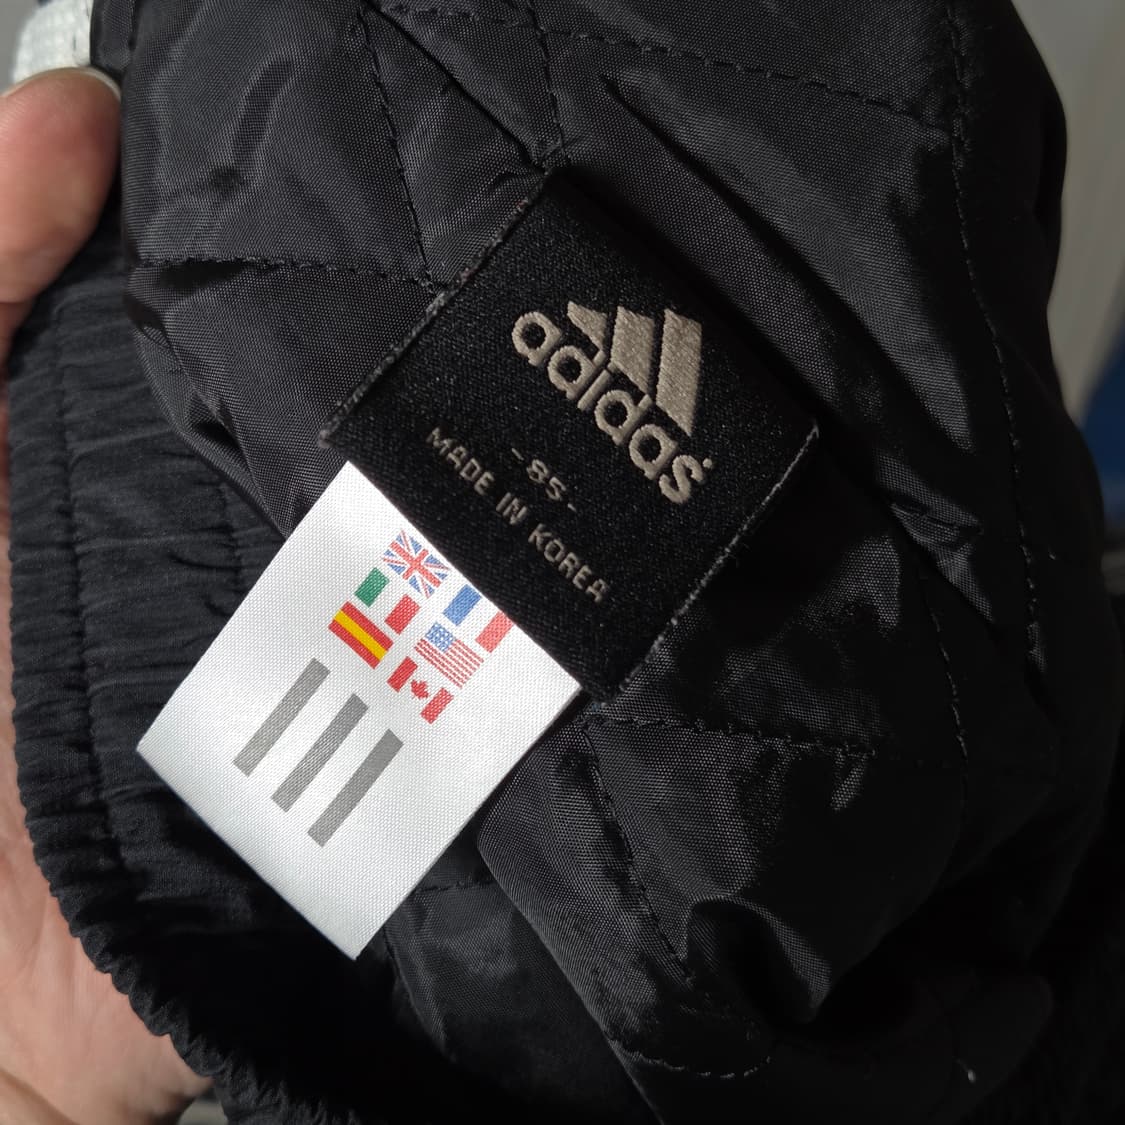 adidas
-85-
MADE IN KOREA